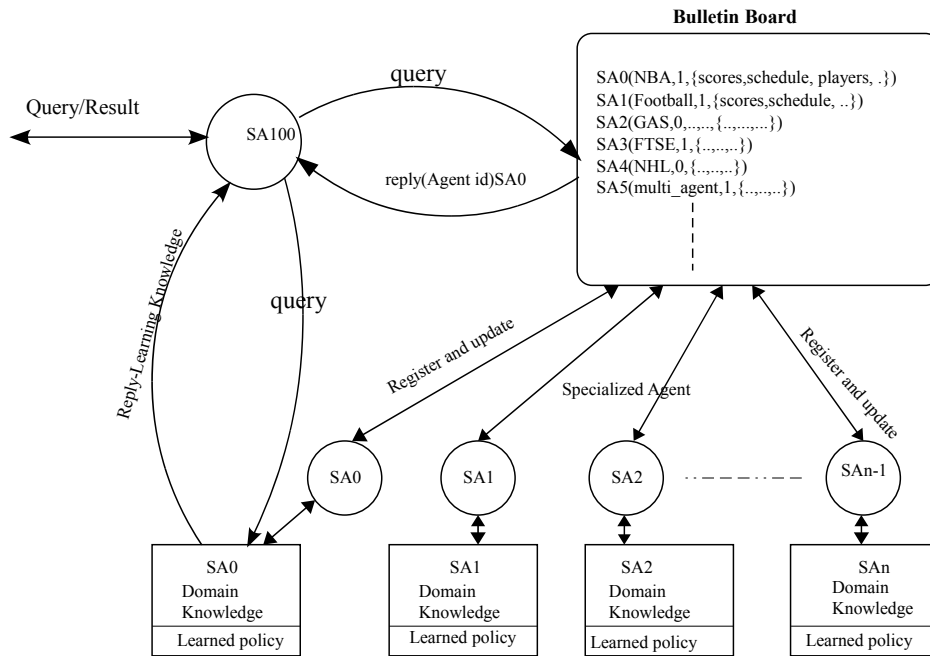 Bulletin Board
SA0(NBA,1,{scores,schedule, players, .})
SA1(Football,1,{scores,schedule, ..})
SA2(GAS,0,..,..,{..,...,...})
SA3(FTSE,1,{..,..,..})
SA4(NHL,0,{..,..,..})
SA5(multi_agent,1,{..,..,..})
query
Query/Result
SA100
reply(Agent id)SA0
Reply-Learning Knowledge
query
Register and update
Specialized Agent
Register and update
SA0
SA1
SA2
SAn-1
SA0
Domain
Knowledge
Learned policy
SA1
Domain
Knowledge
Learned policy
SA2
Domain
Knowledge
Learned policy
SAn
Domain
Knowledge
Learned policy